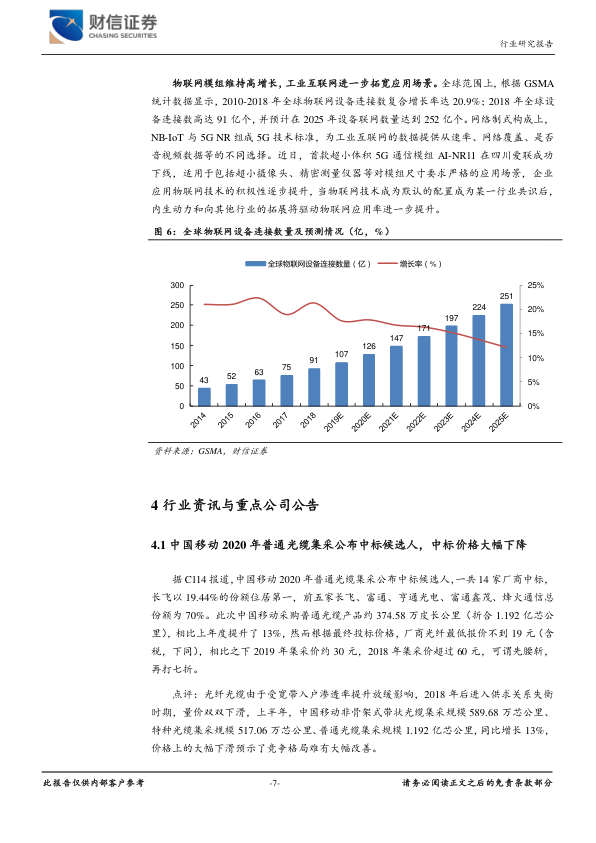 财信证券
CHASING SECURITIES
行业研究报告
物联网模组维持高增长，工业互联网进一步拓宽应用场景。全球范围上，根据 GSMA
统计数据显示，2010-2018 年全球物联网设备连接数复合增长率达 20.9%；2018 年全球设
备连接数高达 91 亿个，并预计在 2025 年设备联网数量达到 252 亿个。网络制式构成上，
NB-IoT 与 5G NR 组成 5G 技术标准，为工业互联网的数据提供从速率、网络覆盖、是否
音视频数据等的不同选择。近日，首款超小体积 5G 通信模组 AI-NR11 在四川爱联成功
下线，适用于包括超小摄像头、精密测量仪器等对模组尺寸要求严格的应用场景，企业
应用物联网技术的积极性逐步提升，当物联网技术成为默认的配置成为某一行业共识后，
内生动力和向其他行业的拓展将驱动物联网应用率进一步提升。
图 6：全球物联网设备连接数量及预测情况（亿，%）
全球物联网设备连接数量（亿） 增长率（%）
300 25%
250 20%
200 15%
150 10%
100 5%
50 0%
0
43 52 63 75 91 107 126 147 171 197 224 251
2014 2015 2016 2017 2018 2019E 2020E 2021E 2022E 2023E 2024E 2025E
资料来源：GSMA，财信证券
4 行业资讯与重点公司公告
4.1 中国移动 2020 年普通光缆集采公布中标候选人，中标价格大幅下降
据 C114 报道，中国移动 2020 年普通光缆集采公布中标候选人，一共 14 家厂商中标，
长飞以 19.44%的份额位居第一，前五家长飞、富通、亨通光电、富通鑫茂、烽火通信总
份额为 70%。此次中国移动采购普通光缆产品约 374.58 万皮长公里（折合 1.192 亿芯公
里），相比上年度提升了 13%，然而根据最终投标价格，厂商光纤最低报价不到 19 元（含
税，下同），相比之下 2019 年集采价约 30 元，2018 年集采价超过 60 元，可谓先腰斩，
再打七折。
点评：光纤光缆由于受宽带入户渗透率提升放缓影响，2018 年后进入供求关系失衡
时期，量价双双下滑，上半年，中国移动非骨架式带状光缆集采规模 589.68 万芯公里、
特种光缆集采规模 517.06 万芯公里、普通光缆集采规模 1.192 亿芯公里，同比增长 13%，
价格上的大幅下滑预示了竞争格局难有大幅改善。
此报告仅供内部客户参考 -7- 请务必阅读正文之后的免责条款部分